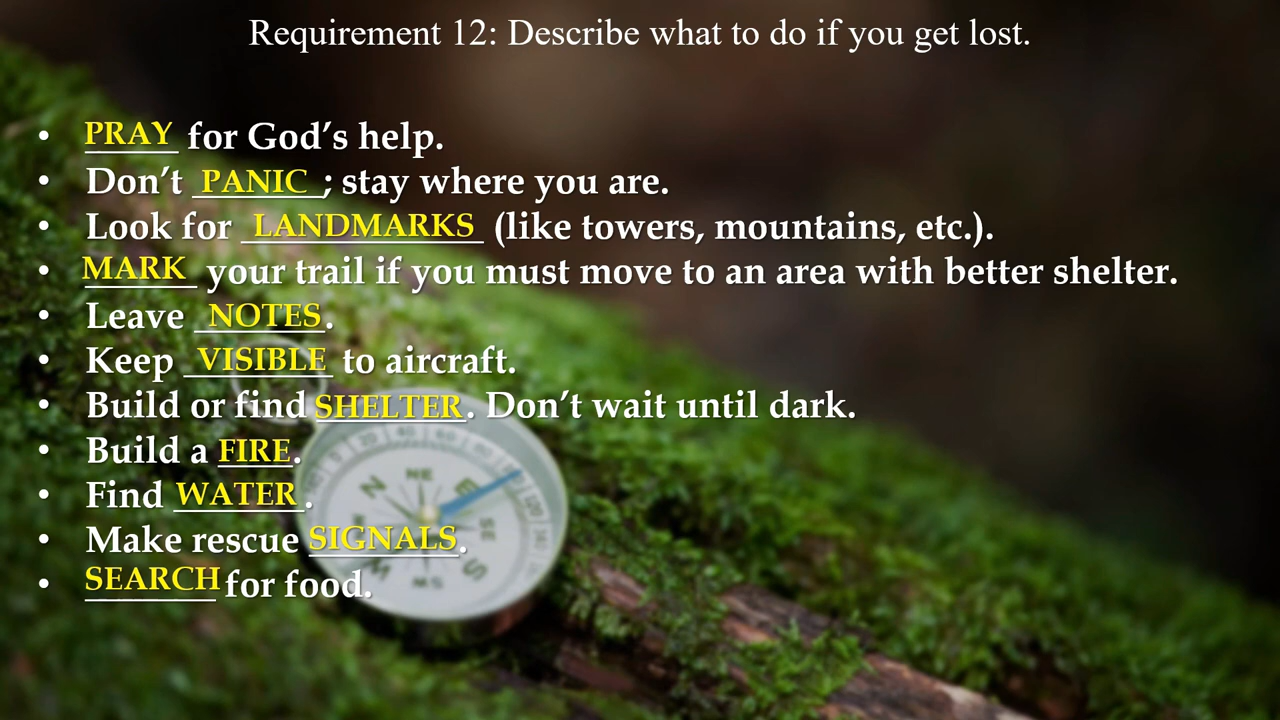 Requirement 12: Describe what to do if you get lost.
• PRAY for God's help.
• Don't PANIC; stay where you are.
• Look for LANDMARKS (like towers, mountains, etc.).
• MARK your trail if you must move to an area with better shelter.
• Leave NOTES.
• Keep VISIBLE to aircraft.
• Build or find SHELTER. Don't wait until dark.
• Build a FIRE.
• Find WATER.
• Make rescue SIGNALS.
• SEARCH for food.
N
NE
E
SE
S
SW
W